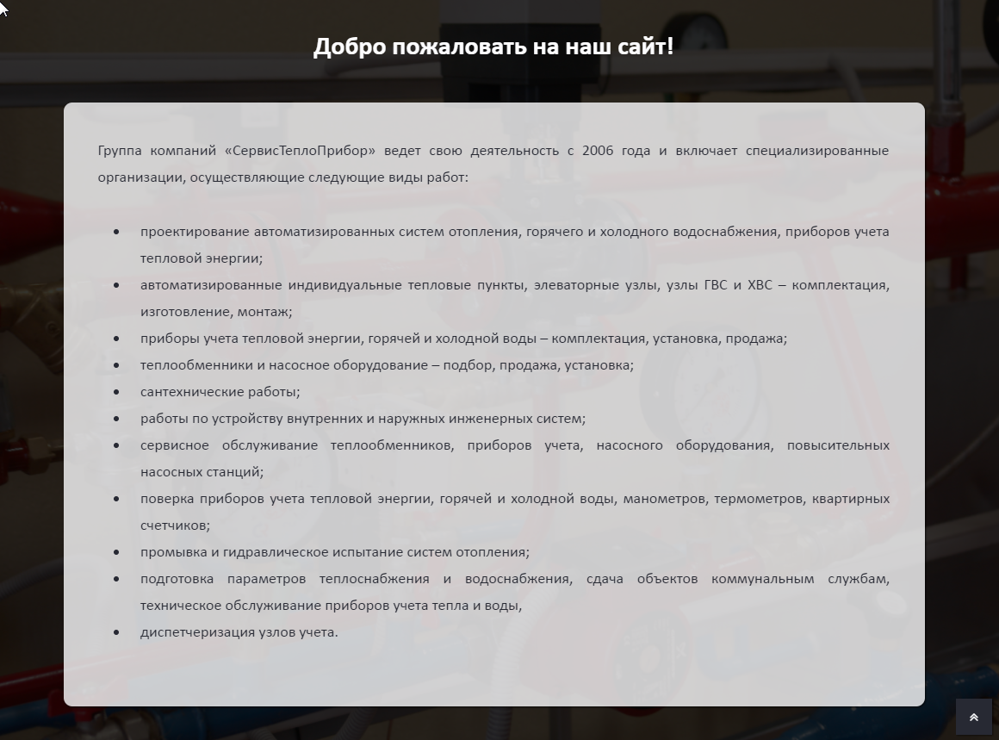 Добро пожаловать на наш сайт!
Группа компаний «СервисТеплоПрибор» ведет свою деятельность с 2006 года и включает специализированные
организации, осуществляющие следующие виды работ:
• проектирование автоматизированных систем отопления, горячего и холодного водоснабжения, приборов учета
тепловой энергии;
• автоматизированные индивидуальные тепловые пункты, элеваторные узлы, узлы ГВС и ХВС – комплектация,
изготовление, монтаж;
• приборы учета тепловой энергии, горячей и холодной воды – комплектация, установка, продажа;
• теплообменники и насосное оборудование – подбор, продажа, установка;
• сантехнические работы;
• работы по устройству внутренних и наружных инженерных систем;
• сервисное обслуживание теплообменников, приборов учета, насосного оборудования, повысительных
насосных станций;
• поверка приборов учета тепловой энергии, горячей и холодной воды, манометров, термометров, квартирных
счетчиков;
• промывка и гидравлическое испытание систем отопления;
• подготовка параметров теплоснабжения и водоснабжения, сдача объектов коммунальным службам,
техническое обслуживание приборов учета тепла и воды,
• диспетчеризация узлов учета.